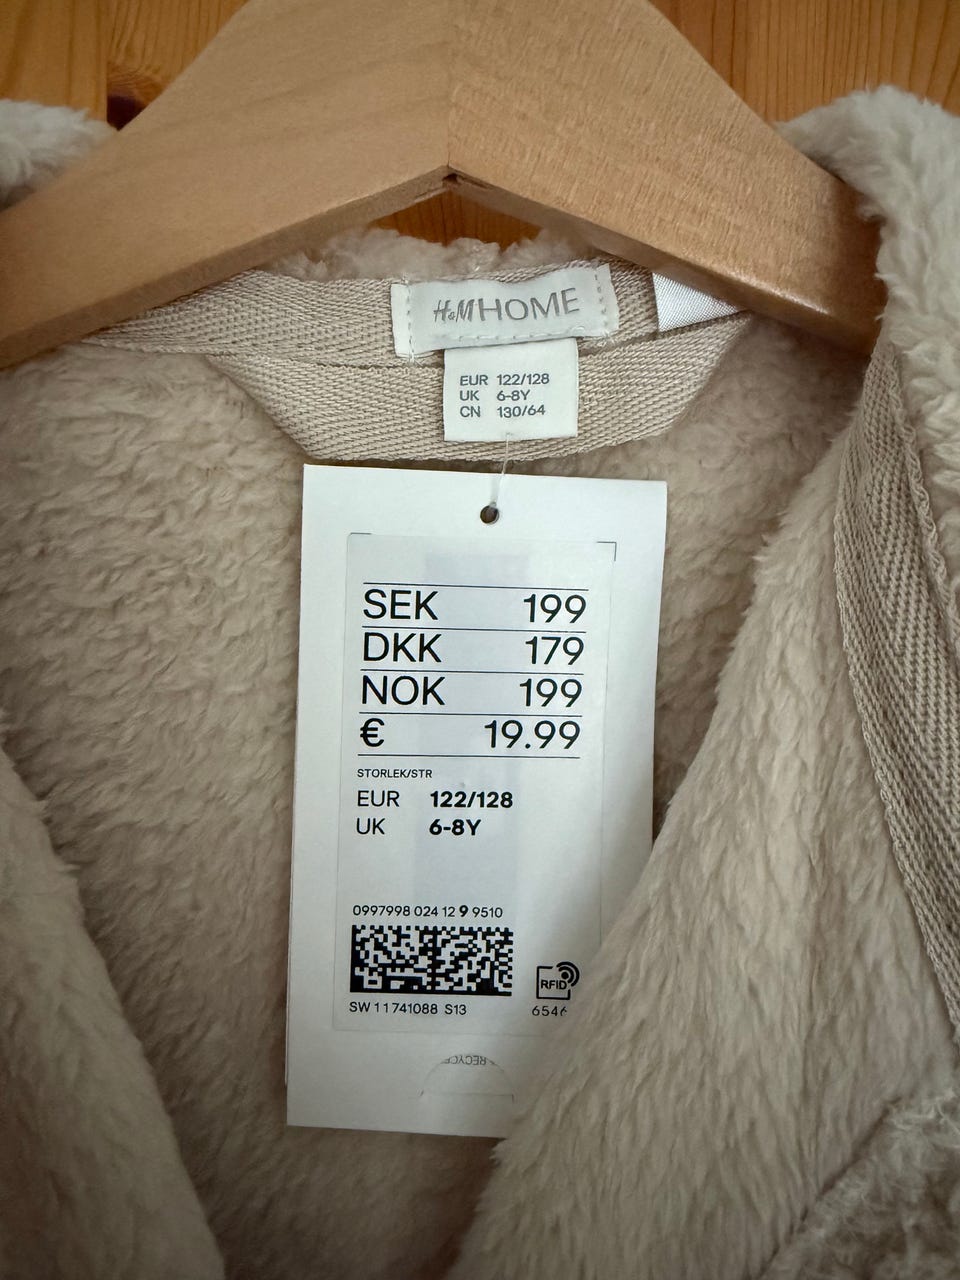 H&M HOME
EUR 122/128
UK 6-8Y
CN 130/64
SEK 199
DKK 179
NOK 199
€ 19.99
STORLEK/STR
EUR 122/128
UK 6-8Y
0997998 024 12 9 9510
RFID
SW 11741088 S13
6546
RECYC